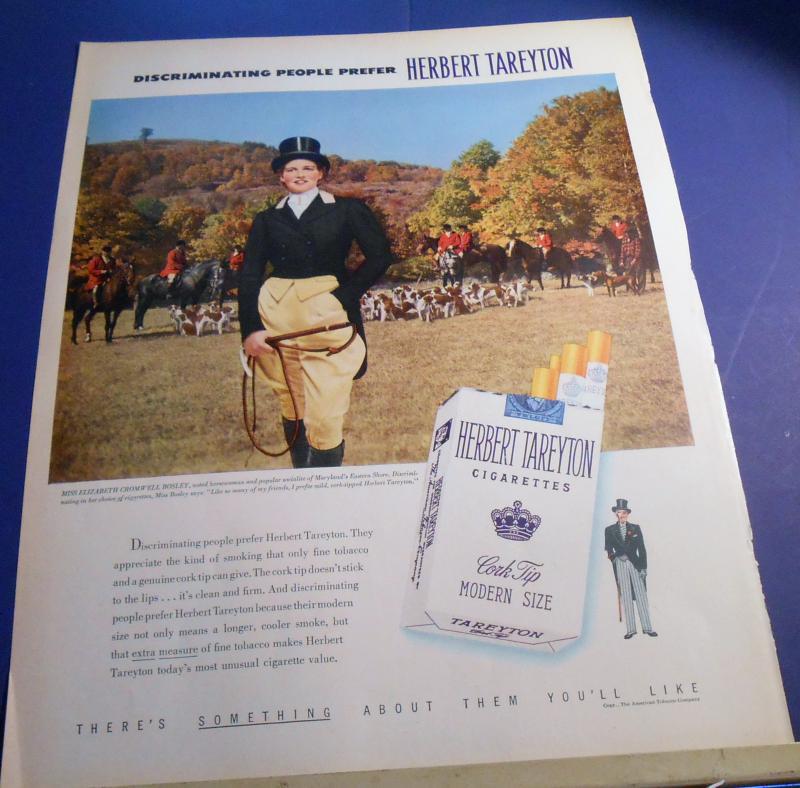 DISCRIMINATING PEOPLE PREFER HERBERT TAREYTON
MISS ELIZABETH CROMWELL BOSLEY, noted horsewoman and popular socialite of Maryland's Eastern Shore. Discrimi-
nating in her choice of cigarettes, Miss Bosley says: "Like so many of my friends, I prefer mild, cork-tipped Herbert Tareyton."
Discriminating people prefer Herbert Tareyton. They
appreciate the kind of smoking that only fine tobacco
and a genuine cork tip can give. The cork tip doesn't stick
to the lips . . . it's clean and firm. And discriminating
people prefer Herbert Tareyton because their modern
size not only means a longer, cooler smoke, but
that extra measure of fine tobacco makes Herbert
Tareyton today's most unusual cigarette value.
HERBERT TAREYTON
CIGARETTES
Cork Tip
MODERN SIZE
TAREYTON
THERE'S SOMETHING ABOUT THEM YOU'LL LIKE
Copr., The American Tobacco Company